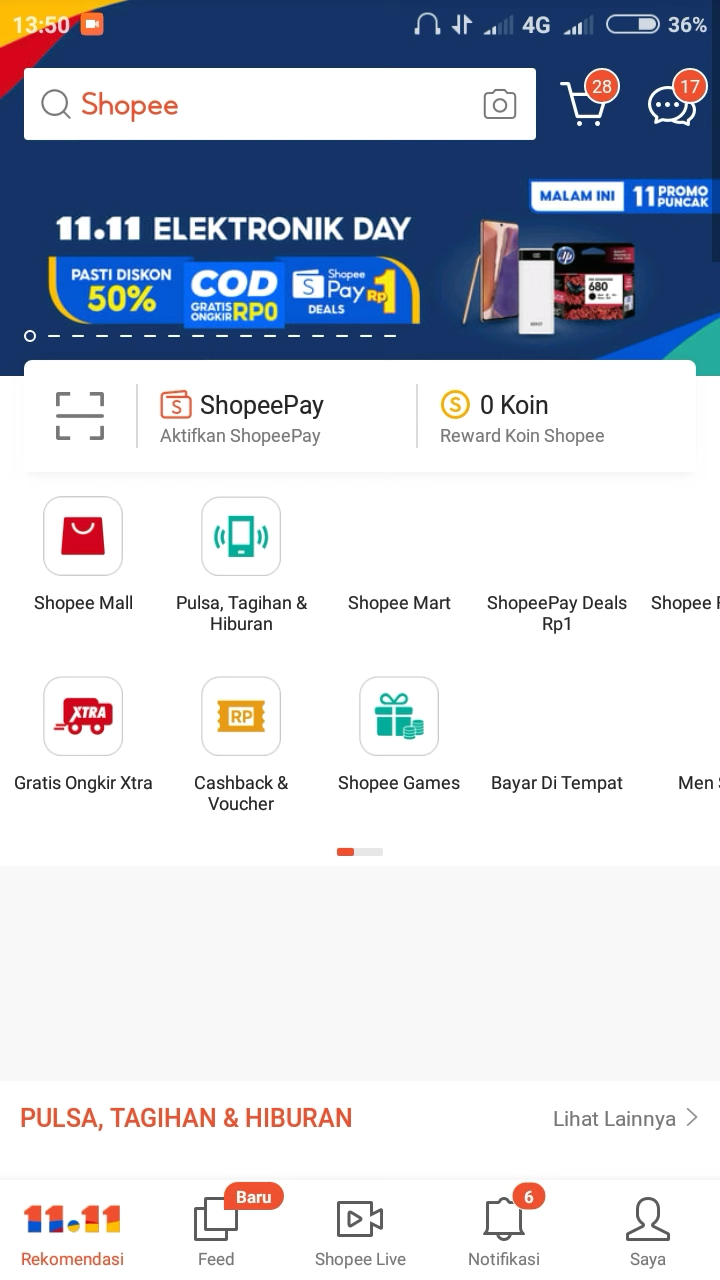 13:50 4G 36%
Shopee
28
17
MALAM INI 11 PROMO PUNCAK
11.11 ELEKTRONIK DAY
PASTI DISKON
50%
COD
GRATIS ONGKIR RP0
Shopee
S Pay Rp1
DEALS
hp
680
ShopeePay
Aktifkan ShopeePay
0 Koin
Reward Koin Shopee
Shopee Mall
Pulsa, Tagihan &
Hiburan
Shopee Mart
ShopeePay Deals
Rp1
Shopee
XTRA
RP
Gratis Ongkir Xtra
Cashback &
Voucher
Shopee Games
Bayar Di Tempat
Men
PULSA, TAGIHAN & HIBURAN
Lihat Lainnya
11.11
Baru
6
Rekomendasi
Feed
Shopee Live
Notifikasi
Saya